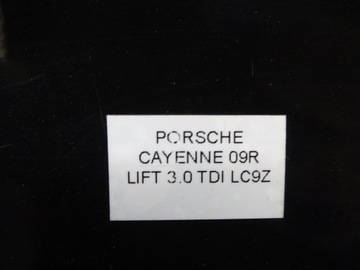 PORSCHE
CAYENNE 09R
LIFT 3.0 TDI LC9Z